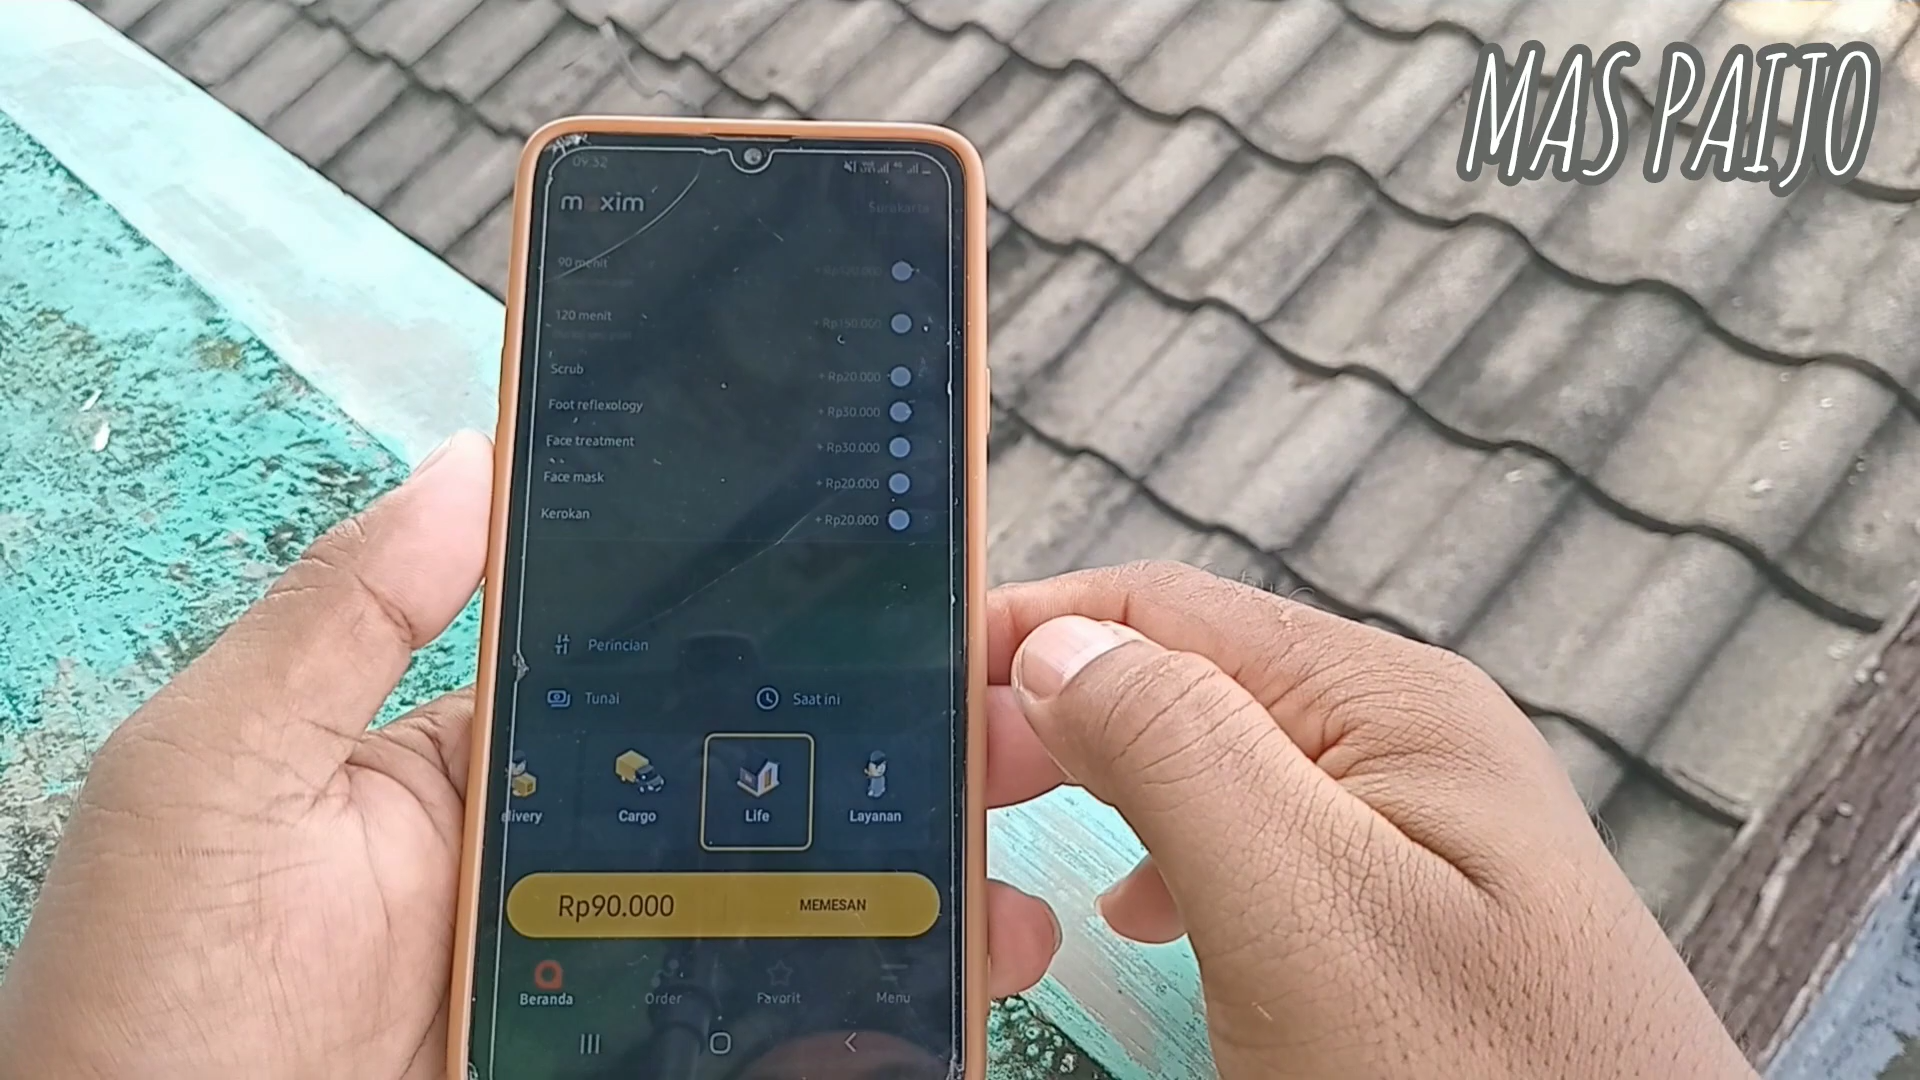 MAS PAIJO
09.32
maxim
Surakarta
90 menit
120 menit + Rp150.000
Scrub + Rp20.000
Foot reflexology + Rp30.000
Face treatment + Rp30.000
Face mask + Rp20.000
Kerokan + Rp20.000
Perincian
Tunai Saat ini
elivery Cargo Life Layanan
Rp90.000 MEMESAN
Beranda Order Favorit Menu